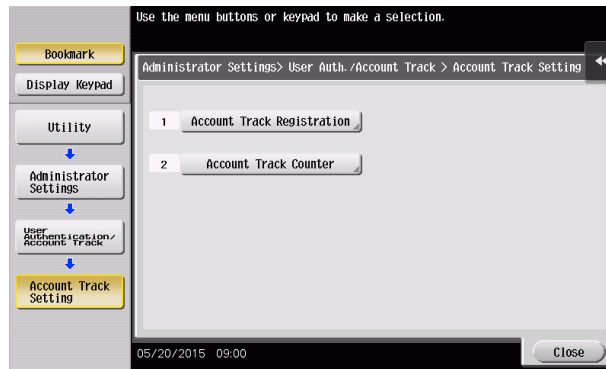 Use the menu buttons or keypad to make a selection.
Bookmark
Display Keypad
Utility
Administrator
Settings
User
Authentication/
Account Track
Account Track
Setting
Administrator Settings> User Auth./Account Track > Account Track Setting
1 Account Track Registration
2 Account Track Counter
05/20/2015 09:00
Close